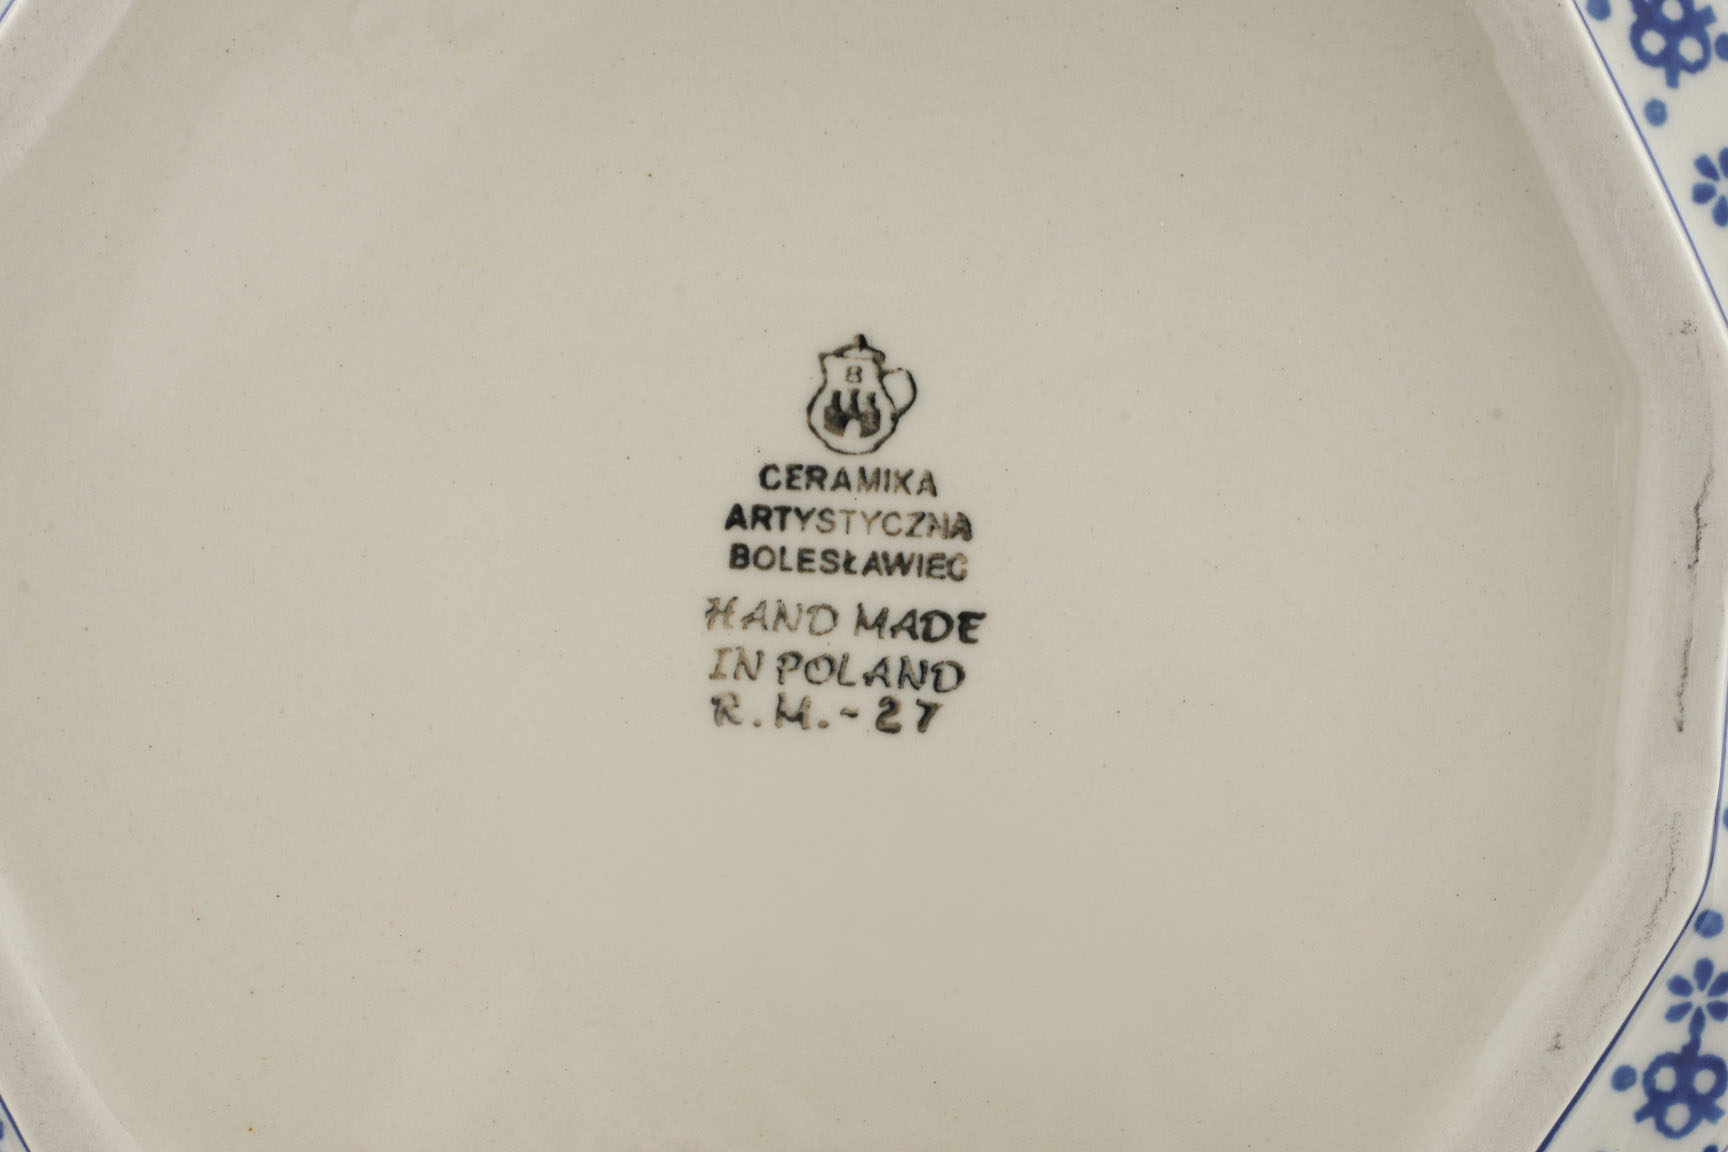 B
CERAMIKA
ARTYSTYCZNA
BOLESŁAWIEC
HAND MADE
IN POLAND
R.M.-27